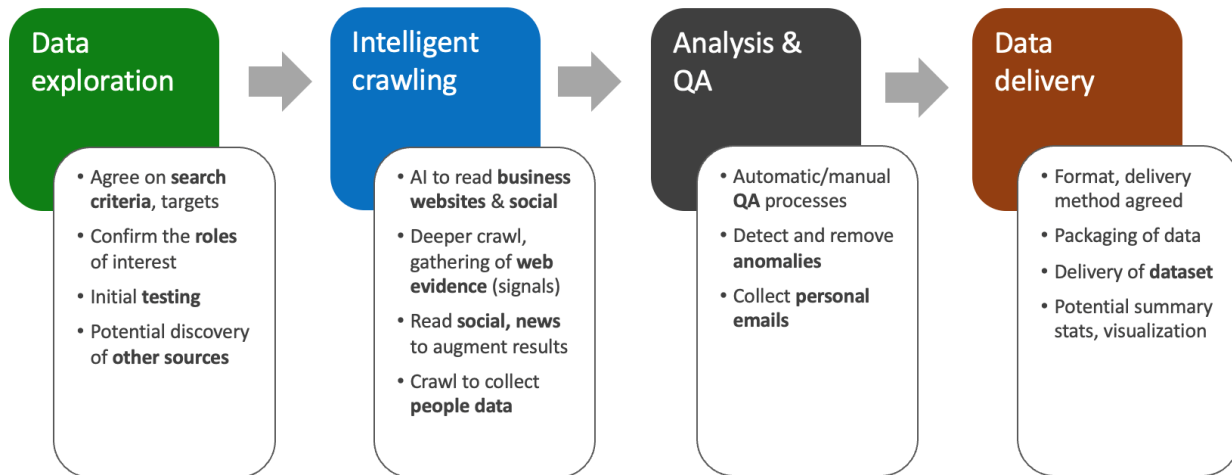 Data
exploration
• Agree on search
criteria, targets
• Confirm the roles
of interest
• Initial testing
• Potential discovery
of other sources
Intelligent
crawling
• AI to read business
websites & social
• Deeper crawl,
gathering of web
evidence (signals)
• Read social, news
to augment results
• Crawl to collect
people data
Analysis &
QA
• Automatic/manual
QA processes
• Detect and remove
anomalies
• Collect personal
emails
Data
delivery
• Format, delivery
method agreed
• Packaging of data
• Delivery of dataset
• Potential summary
stats, visualization